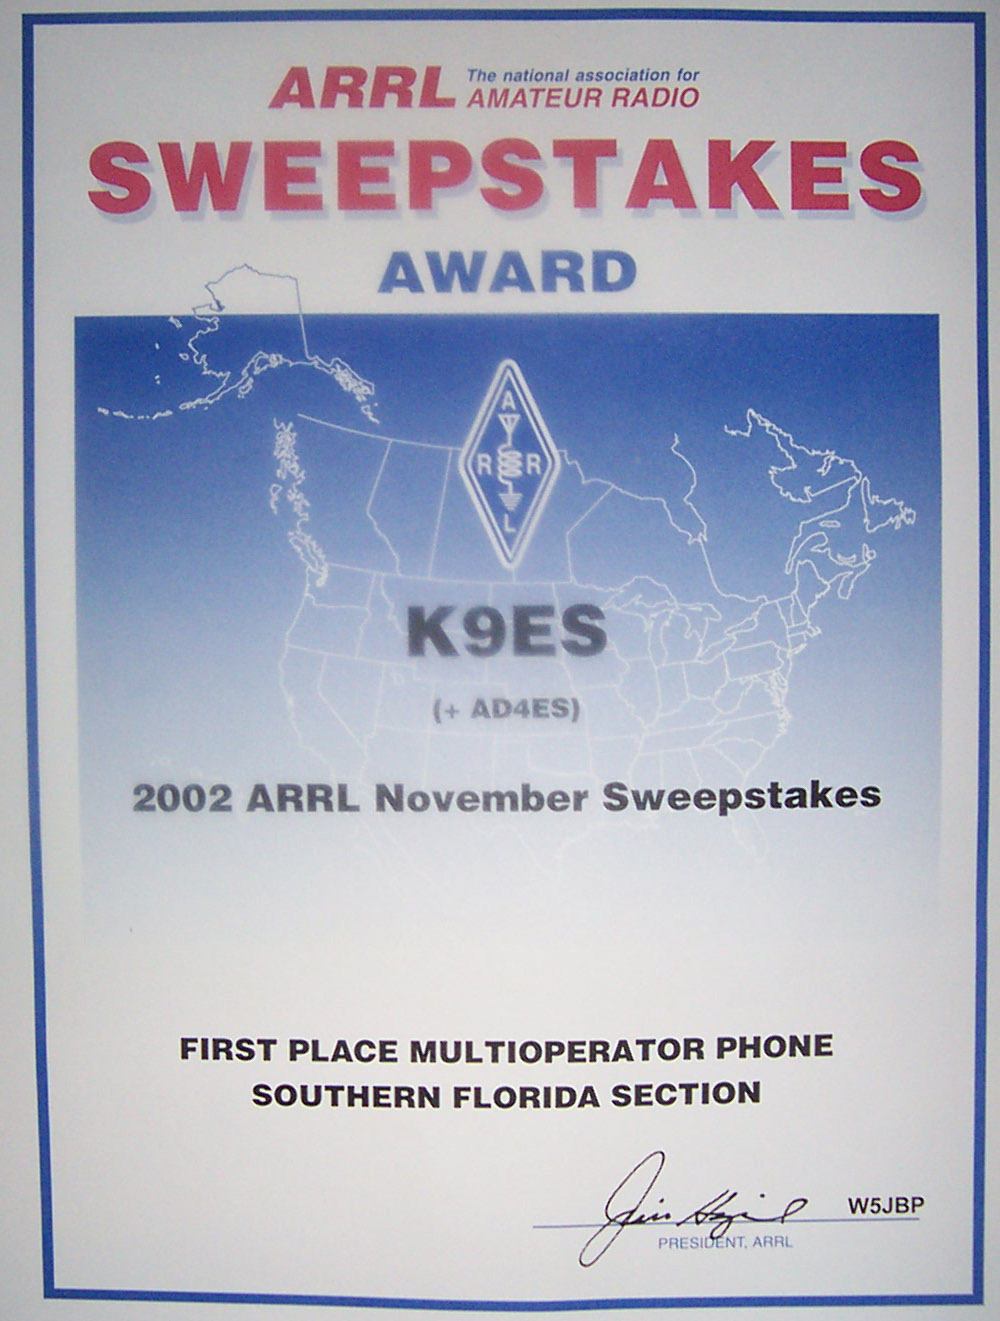 ARRL The national association for
AMATEUR RADIO
SWEEPSTAKES
AWARD
A
R R
L
K9ES
(+ AD4ES)
2002 ARRL November Sweepstakes
FIRST PLACE MULTIOPERATOR PHONE
SOUTHERN FLORIDA SECTION
W5JBP
PRESIDENT, ARRL